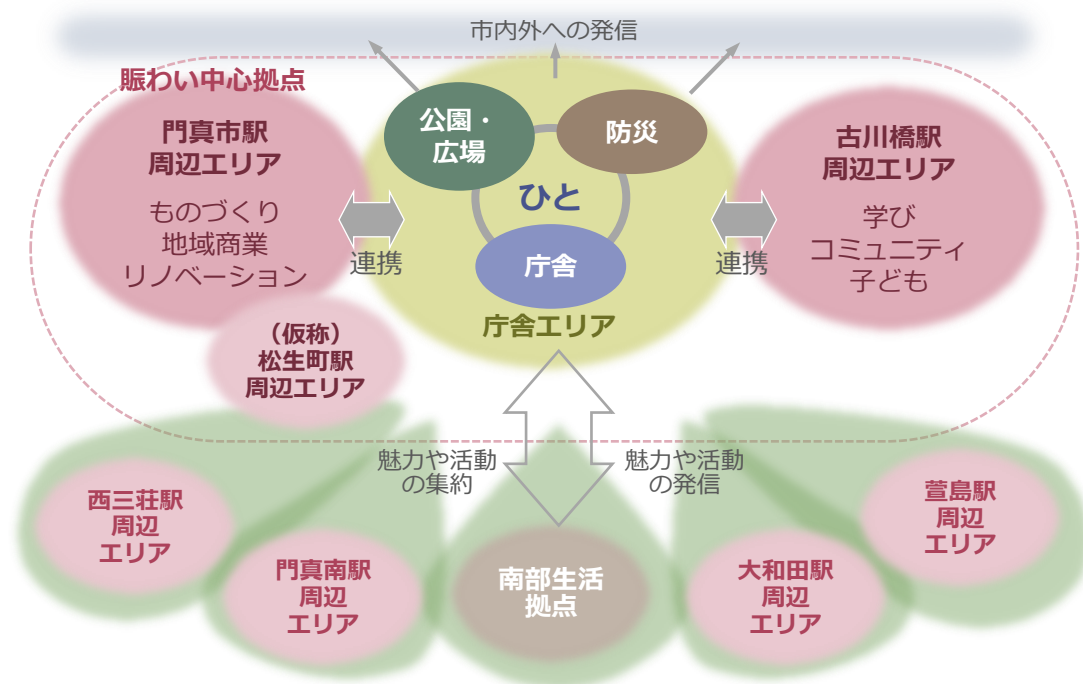 市内外への発信
賑わい中心拠点
門真市駅
周辺エリア
ものづくり
地域商業
リノベーション
公園・
広場
防災
ひと
庁舎
庁舎エリア
連携
連携
古川橋駅
周辺エリア
学び
コミュニティ
子ども
（仮称）
松生町駅
周辺エリア
魅力や活動
の集約
魅力や活動
の発信
西三荘駅
周辺
エリア
門真南駅
周辺
エリア
南部生活
拠点
大和田駅
周辺
エリア
萱島駅
周辺
エリア